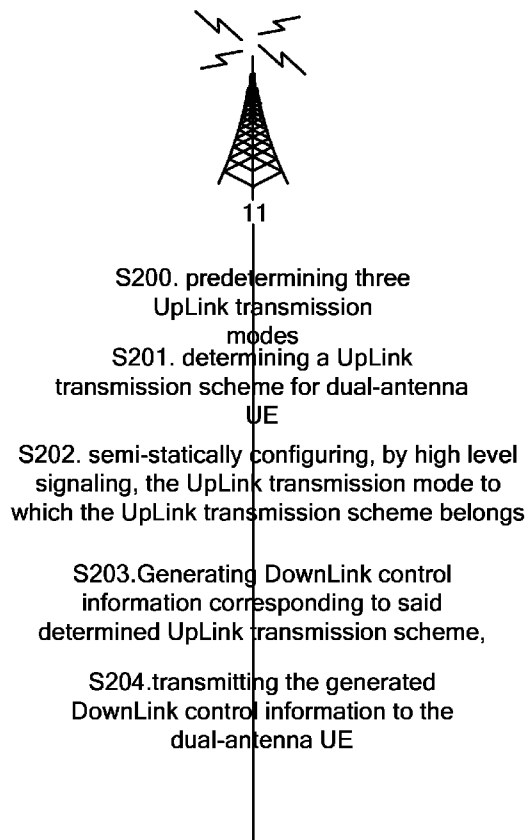 11
S200. predetermining three
UpLink transmission
modes
S201. determining a UpLink
transmission scheme for dual-antenna
UE
S202. semi-statically configuring, by high level
signaling, the UpLink transmission mode to
which the UpLink transmission scheme belongs
S203.Generating DownLink control
information corresponding to said
determined UpLink transmission scheme,
S204.transmitting the generated
DownLink control information to the
dual-antenna UE